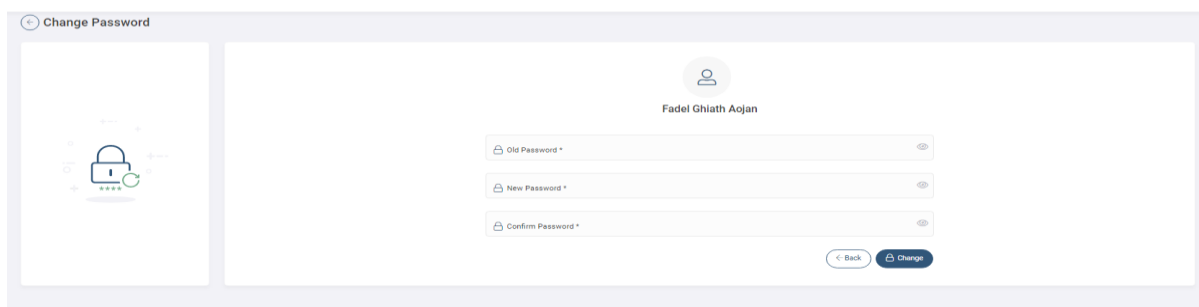 Change Password
Fadel Ghiath Aojan
Old Password *
New Password *
Confirm Password *
Back
Change